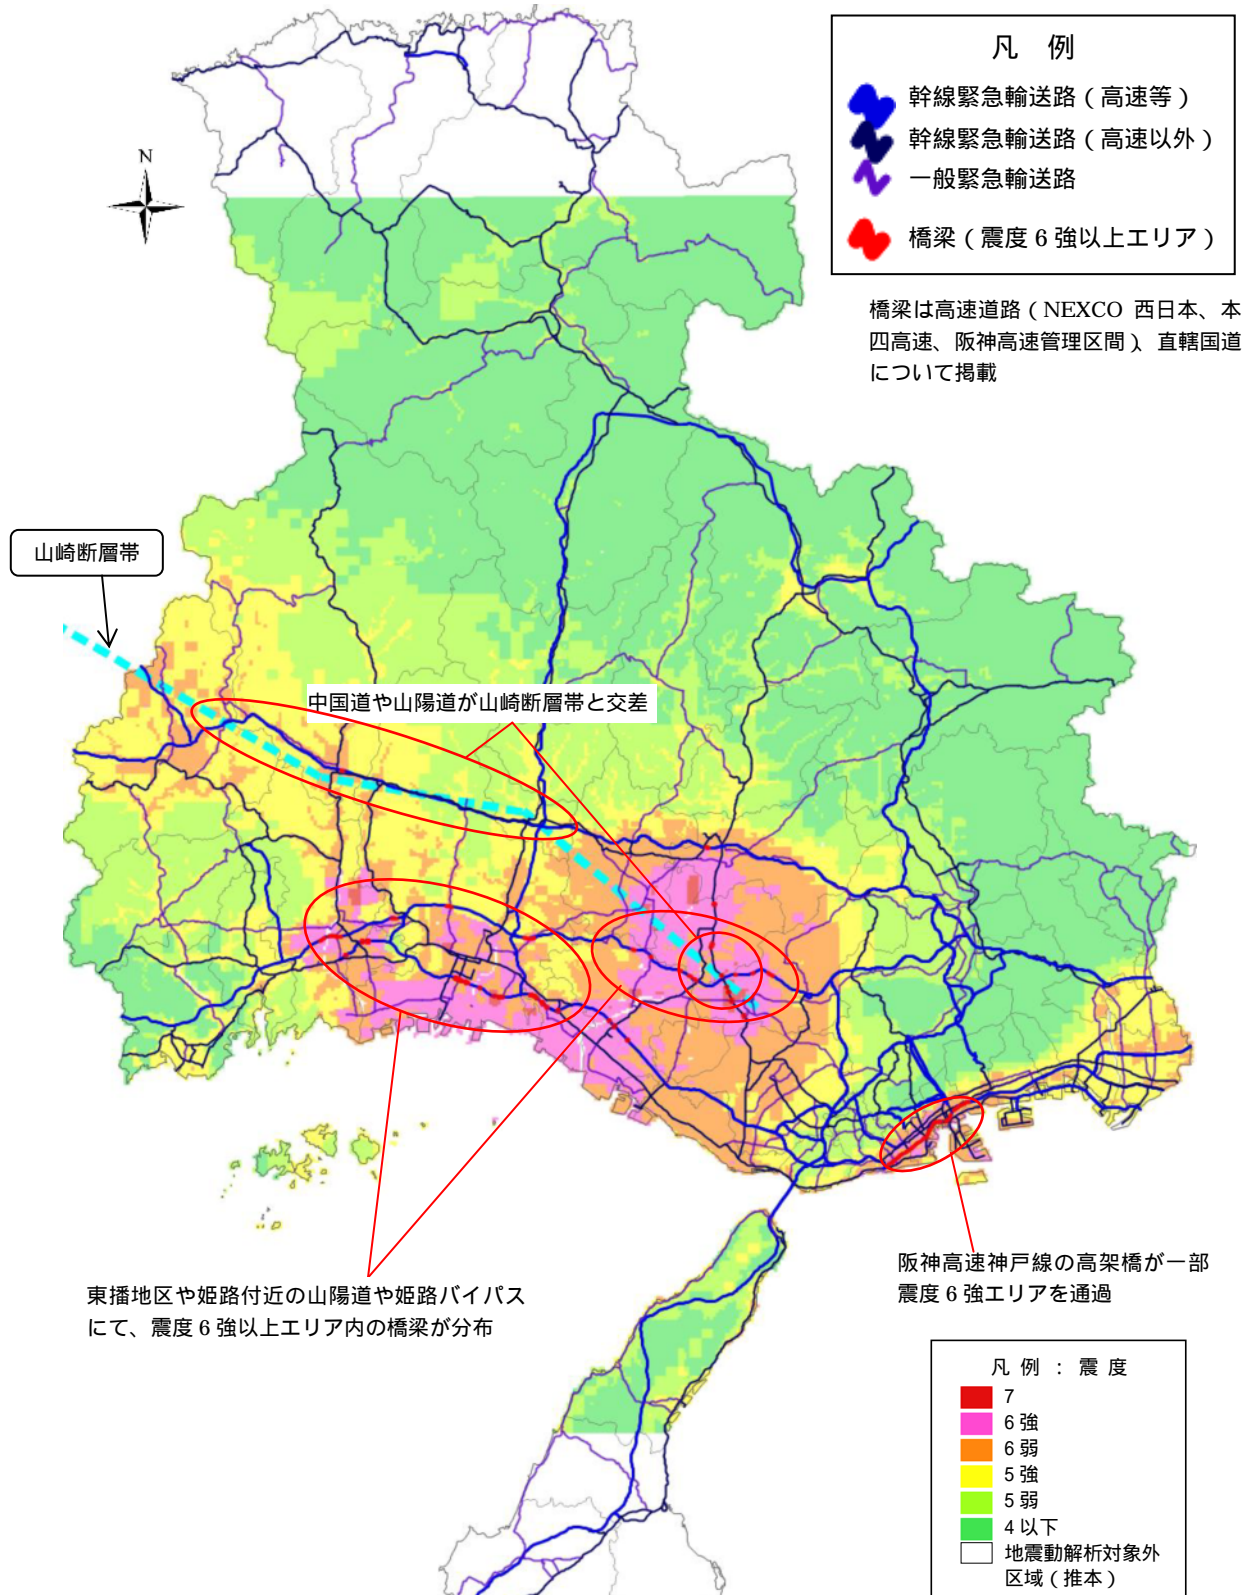 凡 例
幹線緊急輸送路（高速等）
幹線緊急輸送路（高速以外）
一般緊急輸送路
橋梁（震度 6 強以上エリア）
橋梁は高速道路（NEXCO 西日本、本
四高速、阪神高速管理区間）、直轄国道
について掲載
N
山崎断層帯
中国道や山陽道が山崎断層帯と交差
東播地区や姫路付近の山陽道や姫路バイパス
にて、震度 6 強以上エリア内の橋梁が分布
阪神高速神戸線の高架橋が一部
震度 6 強エリアを通過
凡 例 ： 震 度
7
6 強
6 弱
5 強
5 弱
4 以下
地震動解析対象外
区域（推本）